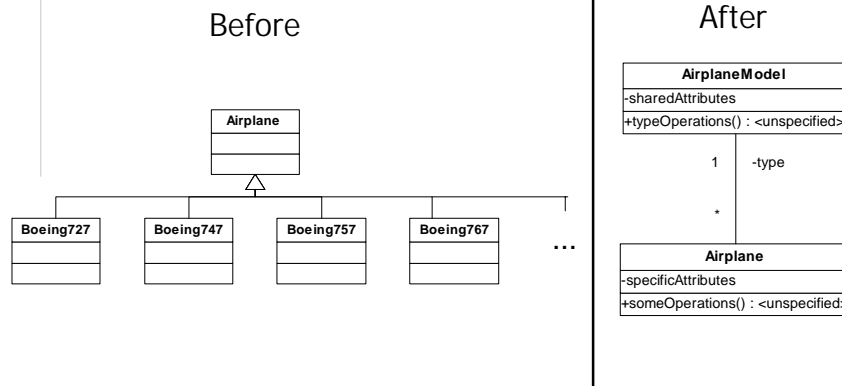 Before
Airplane
Boeing727
Boeing747
Boeing757
Boeing767
...
After
AirplaneModel
-sharedAttributes
+typeOperations() : <unspecified>
1
-type
*
Airplane
-specificAttributes
+someOperations() : <unspecified>